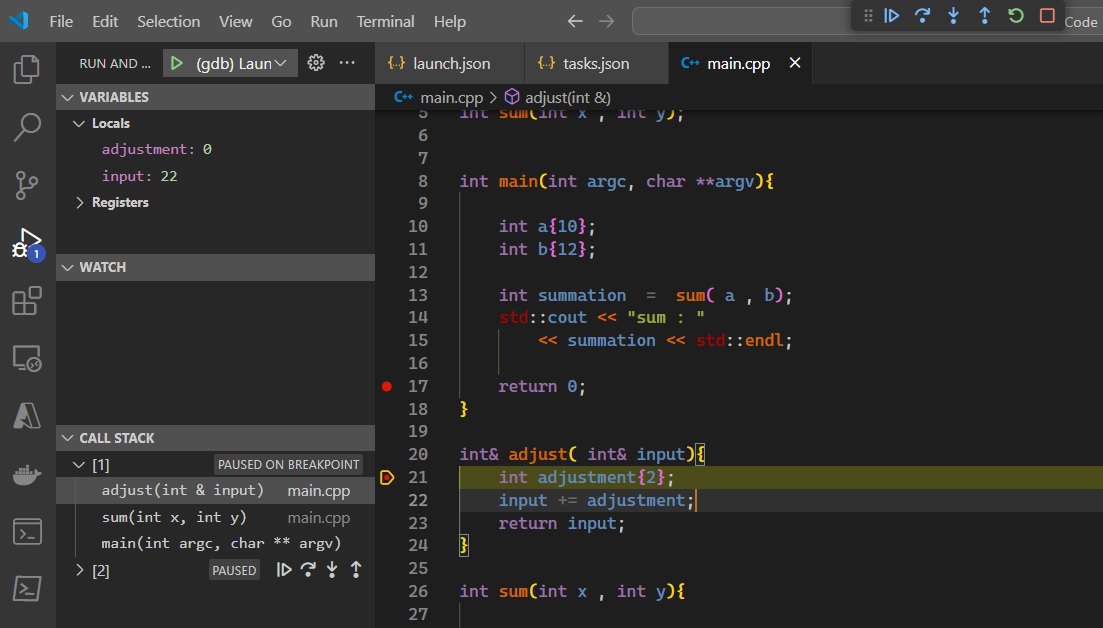 File Edit Selection View Go Run Terminal Help
Code
RUN AND ... (gdb) Laun
launch.json tasks.json main.cpp
main.cpp > adjust(int &)
VARIABLES
Locals
adjustment: 0
input: 22
Registers
WATCH
CALL STACK
[1] PAUSED ON BREAKPOINT
adjust(int & input) main.cpp
sum(int x, int y) main.cpp
main(int argc, char ** argv)
[2] PAUSED
1
5 int sum(int x , int y);
6
7
8 int main(int argc, char **argv){
9
10 int a{10};
11 int b{12};
12
13 int summation = sum( a , b);
14 std::cout << "sum : "
15 << summation << std::endl;
16
17 return 0;
18 }
19
20 int& adjust( int& input){
21 int adjustment{2};
22 input += adjustment;
23 return input;
24 }
25
26 int sum(int x , int y){
27